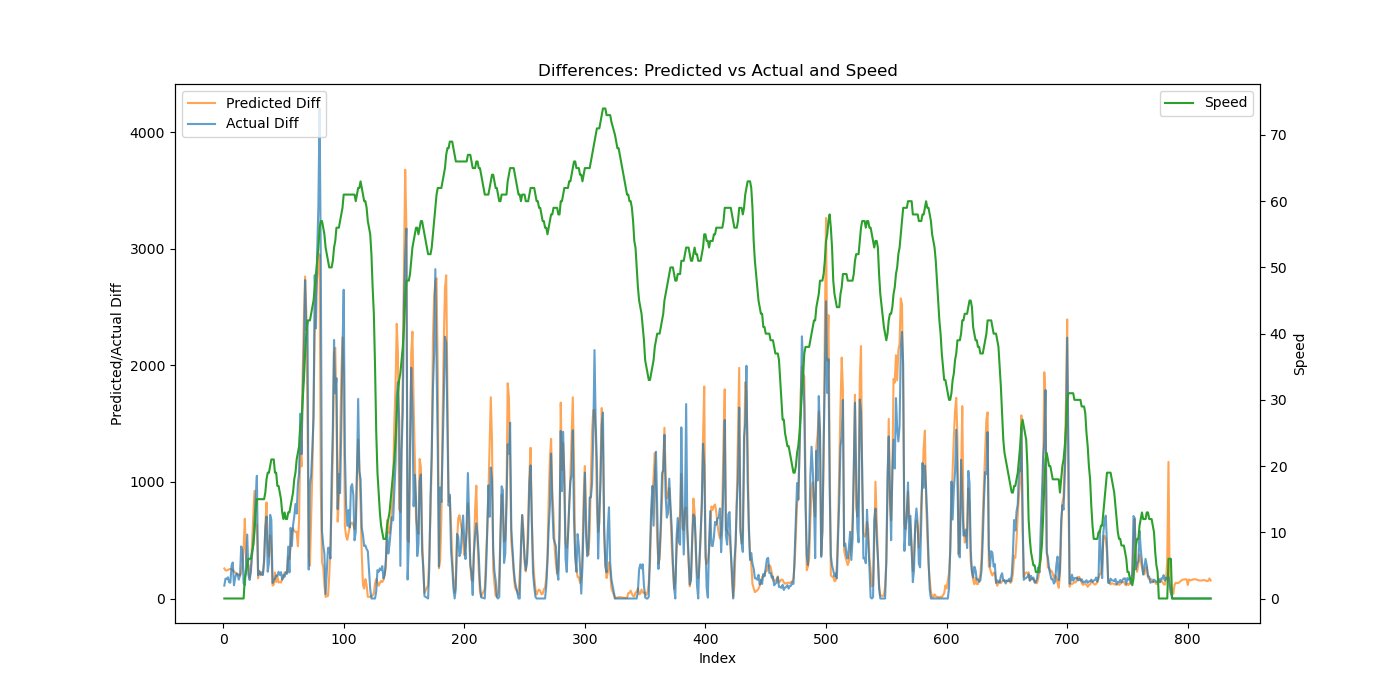 Differences: Predicted vs Actual and Speed
Predicted Diff
Actual Diff
Speed
4000
3000
2000
1000
0
Predicted/Actual Diff
70
60
50
40
30
20
10
0
Speed
0 100 200 300 400 500 600 700 800
Index